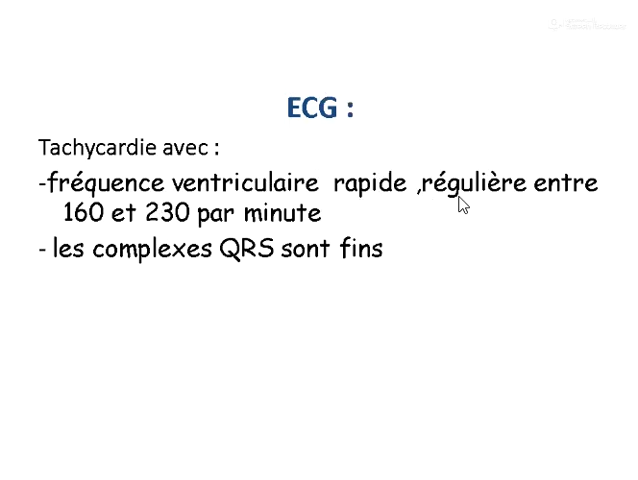 ECG :
Tachycardie avec :
-fréquence ventriculaire rapide ,régulière entre
160 et 230 par minute
- les complexes QRS sont fins